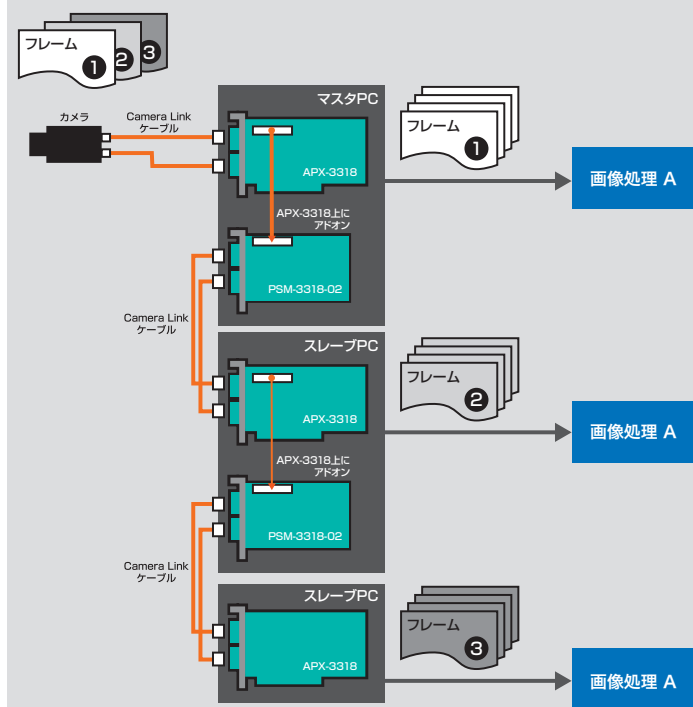 フレーム
1
2
3
カメラ
Camera Link
ケーブル
マスタPC
APX-3318
APX-3318上に
アドオン
PSM-3318-02
フレーム
1
画像処理 A
Camera Link
ケーブル
スレーブPC
APX-3318
APX-3318上に
アドオン
PSM-3318-02
フレーム
2
画像処理 A
Camera Link
ケーブル
スレーブPC
APX-3318
フレーム
3
画像処理 A